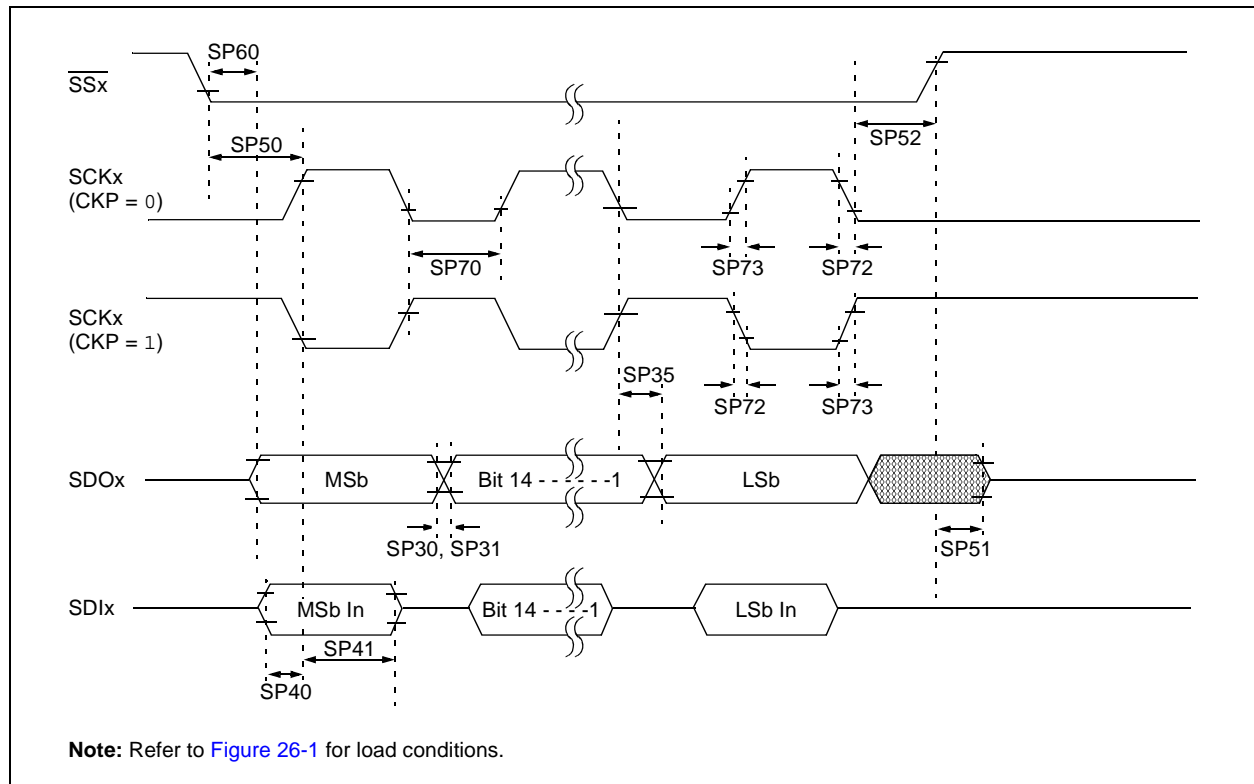 SP60
SSx
SP50
SP52
SCKx
(CKP = 0)
SP70
SP73
SP72
SCKx
(CKP = 1)
SP35
SP72
SP73
SDOx
MSb
Bit 14 - - - - - -1
LSb
SP30, SP31
SP51
SDIx
MSb In
Bit 14 - - - -1
LSb In
SP41
SP40
Note: Refer to Figure 26-1 for load conditions.